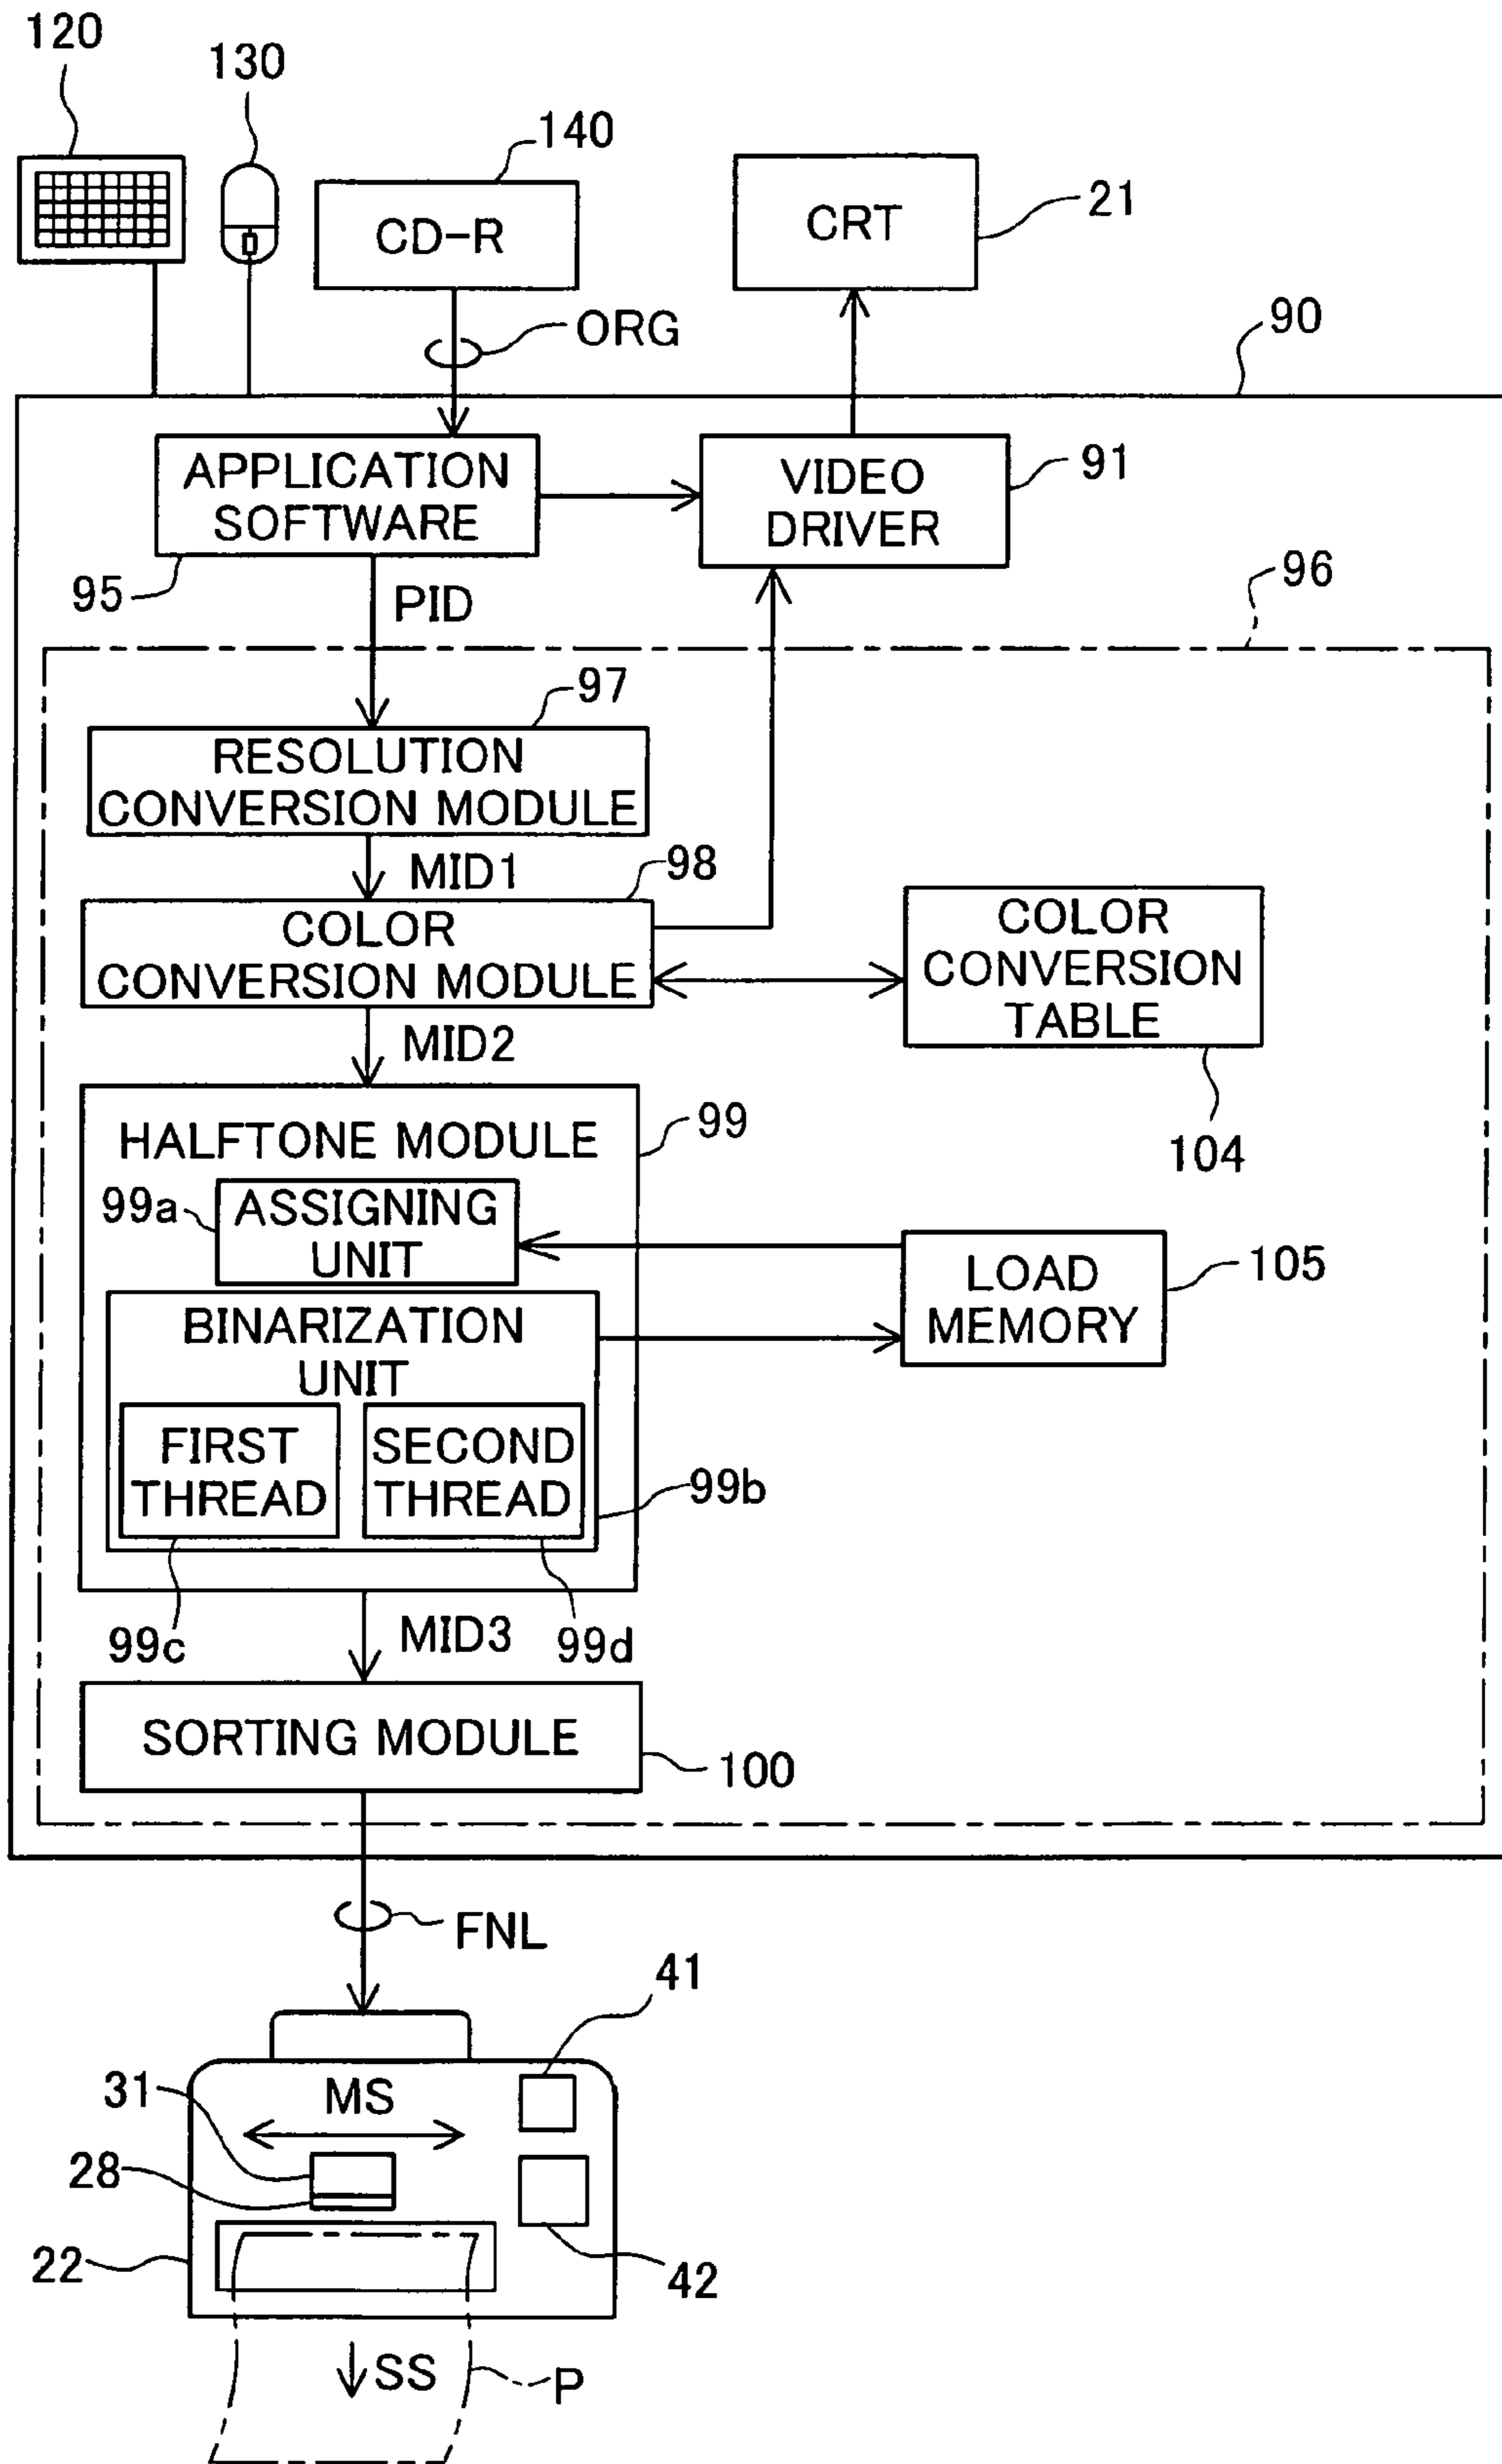 120
130
140
CD-R
CRT
21
ORG
90
APPLICATION
SOFTWARE
VIDEO
DRIVER
91
95
PID
96
97
RESOLUTION
CONVERSION MODULE
MID1
98
COLOR
CONVERSION MODULE
COLOR
CONVERSION
TABLE
MID2
104
HALFTONE MODULE
99
99a
ASSIGNING
UNIT
LOAD
MEMORY
105
BINARIZATION
UNIT
FIRST
THREAD
SECOND
THREAD
99b
99c
MID3
99d
SORTING MODULE
100
FNL
41
31
MS
28
22
42
SS
P